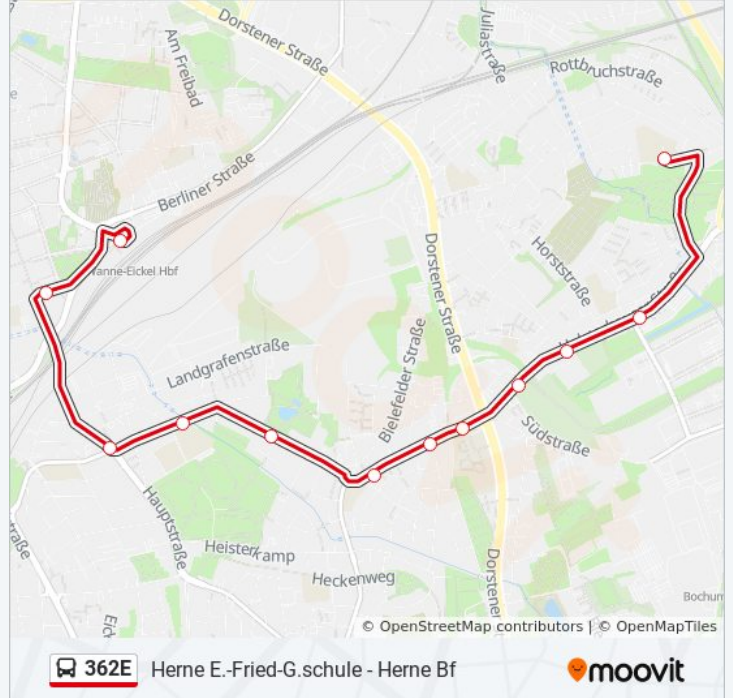 Dorstener Straße
Juliastraße
Am Freibad
Rottbruchstraße
Berliner Straße
Wanne-Eickel Hbf
Dorstener Straße
Horststraße
Landgrafenstraße
Bielefelder Straße
Südstraße
Hauptstraße
Heisterkamp
Heckenweg
Dorstener
Bochum
© OpenStreetMap contributors | © OpenMapTiles
362E Herne E.-Fried-G.schule - Herne Bf
moovit